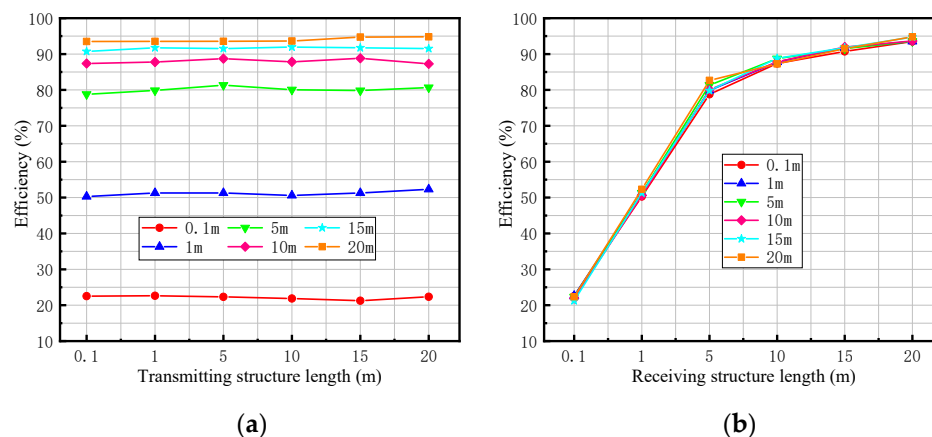 100
90
80
70
60
50
40
30
20
10
Efficiency (%)
0.1m 5m 15m
1m 10m 20m
0.1 1 5 10 15 20
Transmitting structure length (m)
(a)
100
90
80
70
60
50
40
30
20
10
Efficiency (%)
0.1m
1m
5m
10m
15m
20m
0.1 1 5 10 15 20
Receiving structure length (m)
(b)